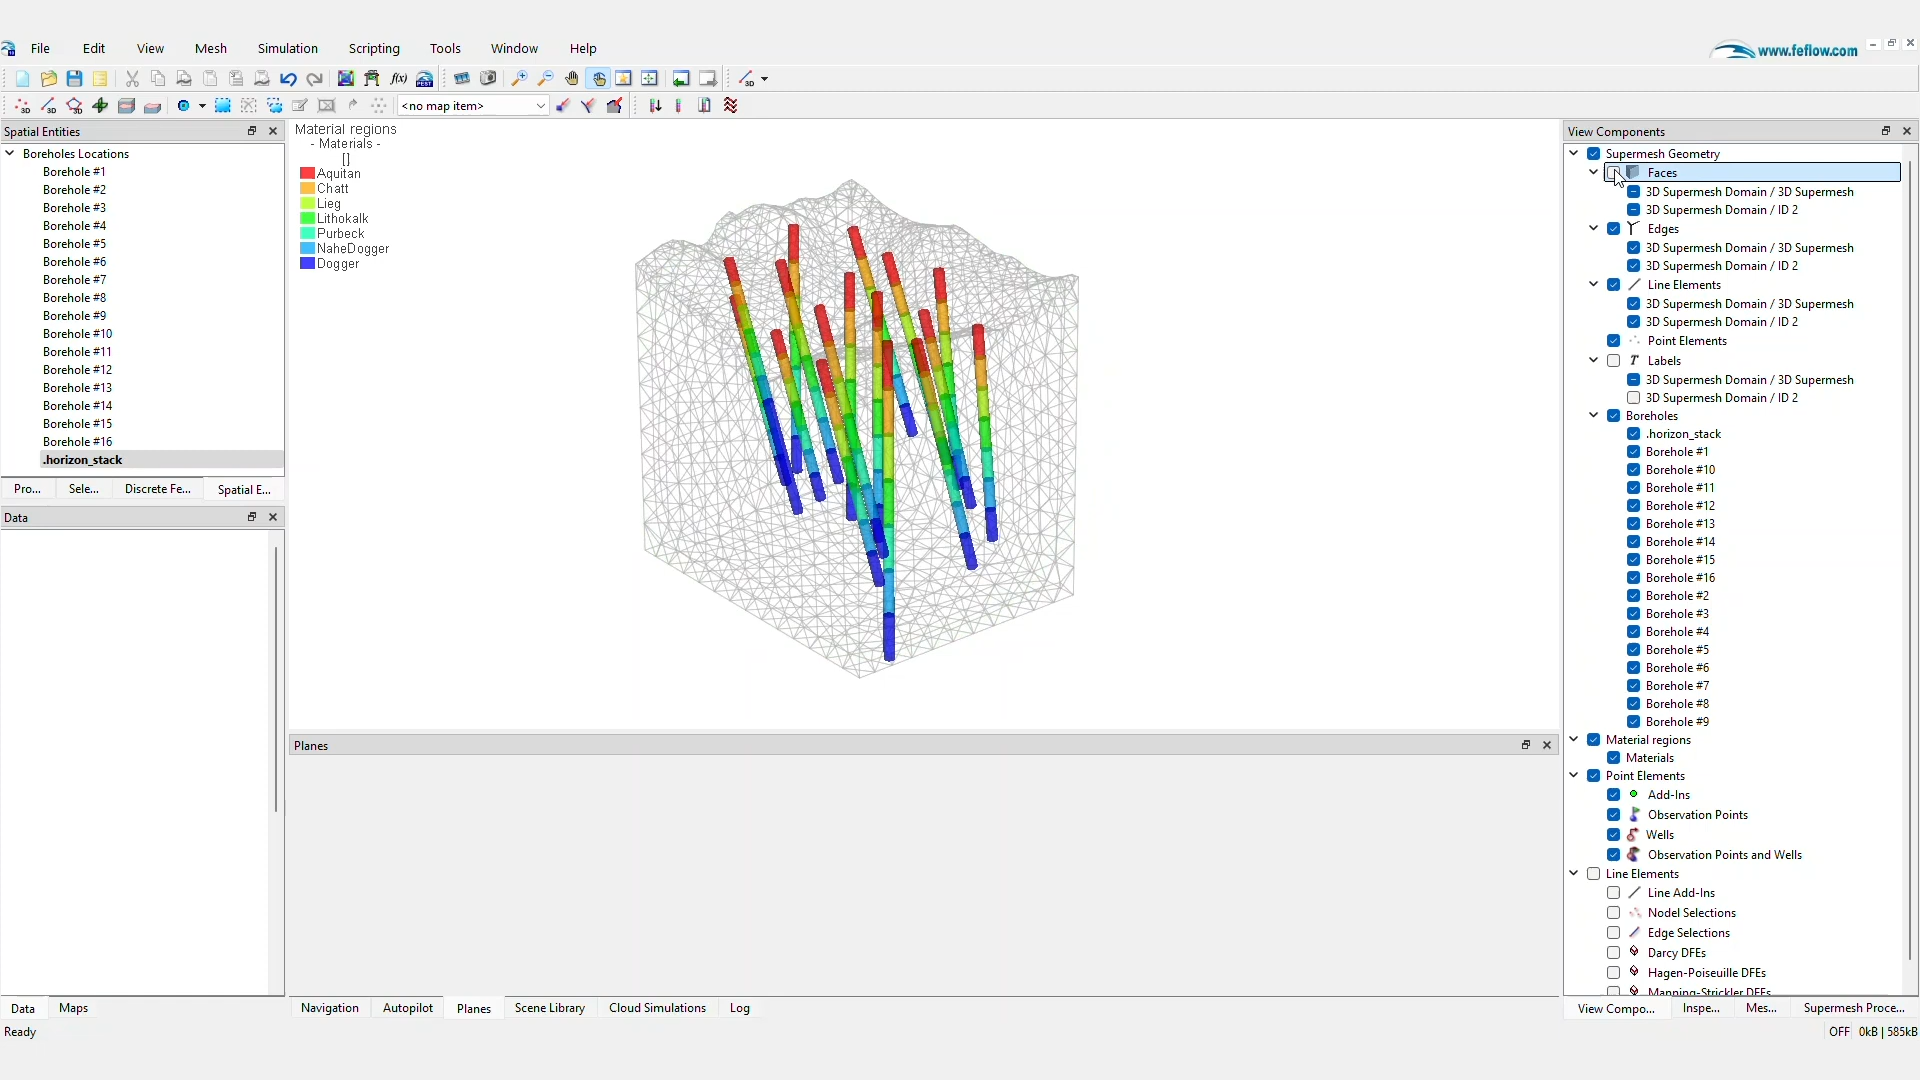 File Edit View Mesh Simulation Scripting Tools Window Help
www.feflow.com
f(x)
<no map item>
Spatial Entities
Boreholes Locations
Borehole #1
Borehole #2
Borehole #3
Borehole #4
Borehole #5
Borehole #6
Borehole #7
Borehole #8
Borehole #9
Borehole #10
Borehole #11
Borehole #12
Borehole #13
Borehole #14
Borehole #15
Borehole #16
.horizon_stack
Pro... Sele... Discrete Fe... Spatial E...
Data
Data Maps
Ready
Material regions
- Materials -
[]
Aquitan
Chatt
Lieg
Lithokalk
Purbeck
NaheDogger
Dogger
Planes
Navigation Autopilot Planes Scene Library Cloud Simulations Log
View Components
Supermesh Geometry
Faces
3D Supermesh Domain / 3D Supermesh
3D Supermesh Domain / ID 2
Edges
3D Supermesh Domain / 3D Supermesh
3D Supermesh Domain / ID 2
Line Elements
3D Supermesh Domain / 3D Supermesh
3D Supermesh Domain / ID 2
Point Elements
Labels
3D Supermesh Domain / 3D Supermesh
3D Supermesh Domain / ID 2
Boreholes
.horizon_stack
Borehole #1
Borehole #10
Borehole #11
Borehole #12
Borehole #13
Borehole #14
Borehole #15
Borehole #16
Borehole #2
Borehole #3
Borehole #4
Borehole #5
Borehole #6
Borehole #7
Borehole #8
Borehole #9
Material regions
Materials
Point Elements
Add-Ins
Observation Points
Wells
Observation Points and Wells
Line Elements
Line Add-Ins
Nodel Selections
Edge Selections
Darcy DFEs
Hagen-Poiseuille DFEs
Manning-Strickler DFEs
View Compo... Inspe... Mes... Supermesh Proce...
OFF 0kB | 585kB